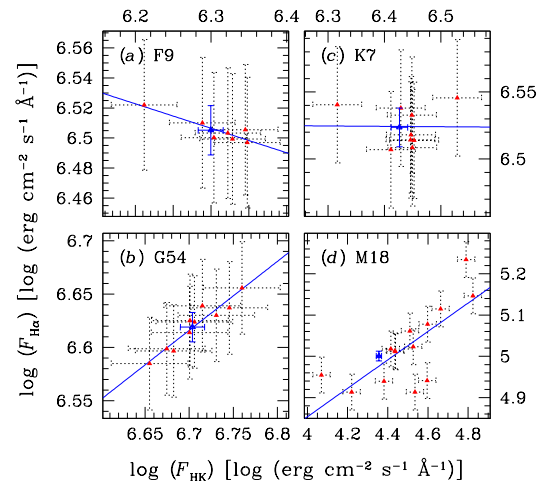 6.2 6.3 6.4 6.3 6.4 6.5
(a) F9
(c) K7
6.56
6.54
6.52
6.5
6.48
6.46
6.55
6.5
(b) G54
(d) M18
6.7
6.65
6.6
6.55
5.2
5.1
5
4.9
6.65 6.7 6.75 6.8 4 4.2 4.4 4.6 4.8
log (FHα) [log (erg cm−2 s−1 Å−1)]
log (FHK) [log (erg cm−2 s−1 Å−1)]